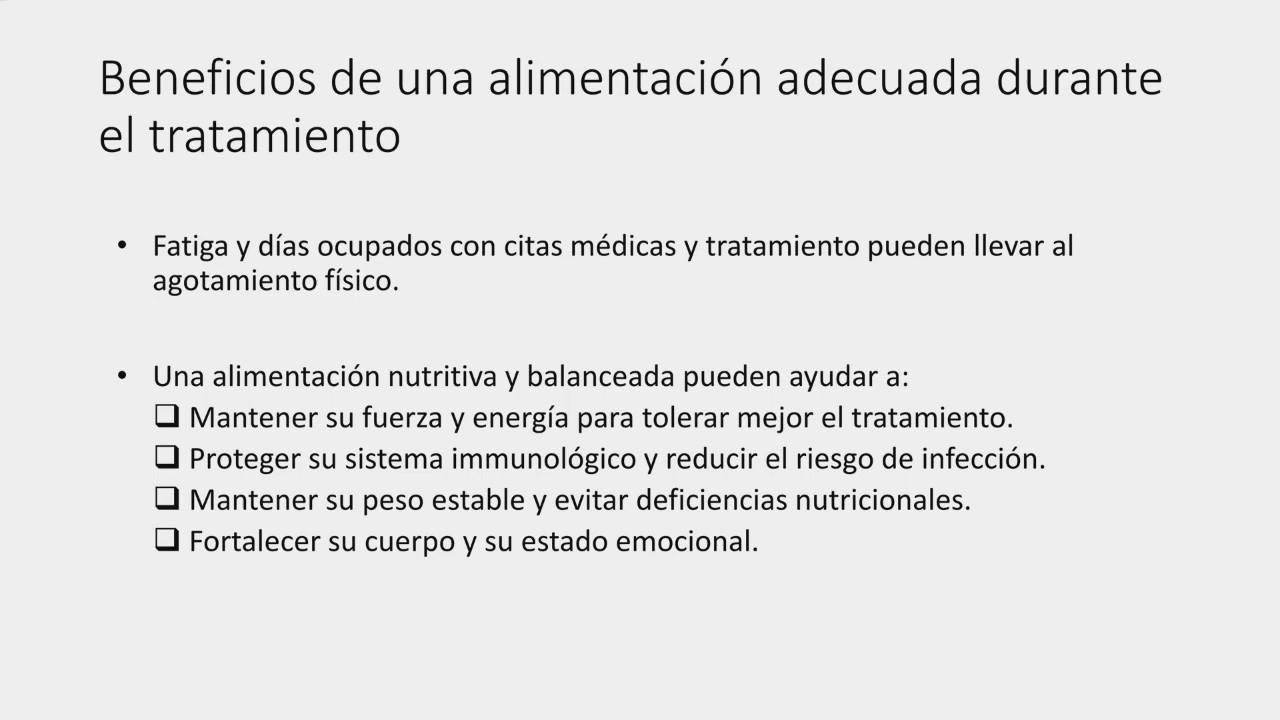 Beneficios de una alimentación adecuada durante
el tratamiento
• Fatiga y días ocupados con citas médicas y tratamiento pueden llevar al
agotamiento físico.
• Una alimentación nutritiva y balanceada pueden ayudar a:
❑ Mantener su fuerza y energía para tolerar mejor el tratamiento.
❑ Proteger su sistema immunológico y reducir el riesgo de infección.
❑ Mantener su peso estable y evitar deficiencias nutricionales.
❑ Fortalecer su cuerpo y su estado emocional.